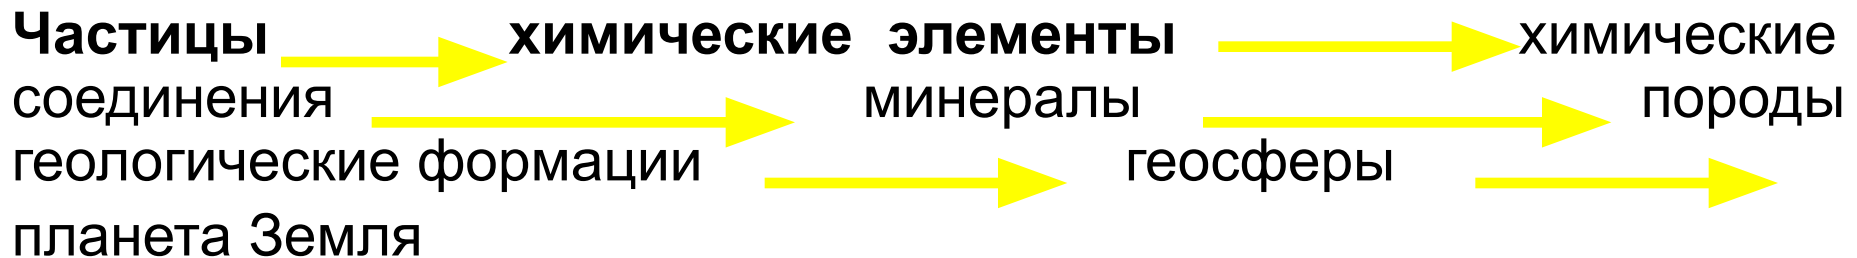 Частицы химические элементы химические
соединения минералы породы
геологические формации геосферы
планета Земля